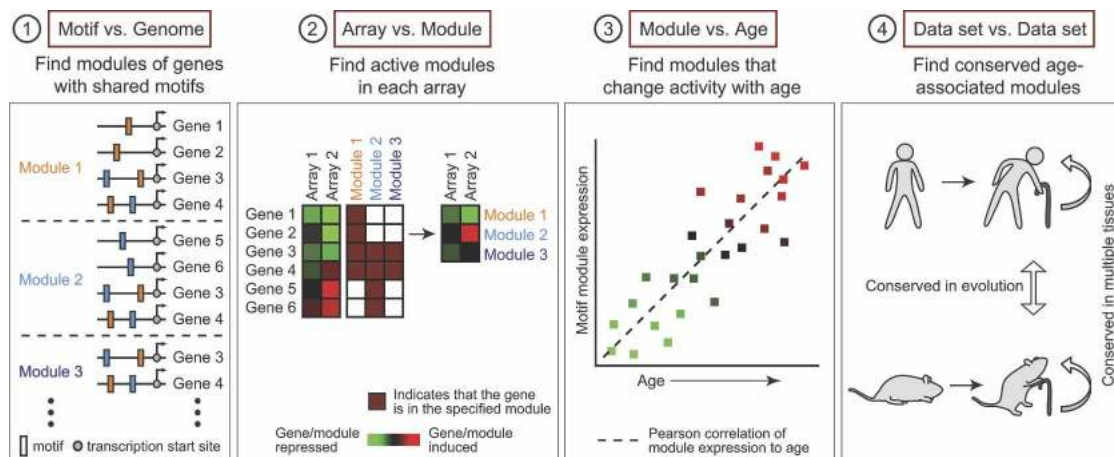 1 Motif vs. Genome
Find modules of genes
with shared motifs
Gene 1
Gene 2
Module 1
Gene 3
Gene 4
Gene 5
Gene 6
Module 2
Gene 3
Gene 4
Module 3
Gene 3
Gene 4
motif
transcription start site
2 Array vs. Module
Find active modules
in each array
Array 1
Array 2
Module 1
Module 2
Module 3
Array 1
Array 2
Gene 1
Gene 2
Gene 3
Gene 4
Gene 5
Gene 6
Module 1
Module 2
Module 3
Indicates that the gene
is in the specified module
Gene/module
repressed
Gene/module
induced
3 Module vs. Age
Find modules that
change activity with age
Motif module expression
Age
Pearson correlation of
module expression to age
4 Data set vs. Data set
Find conserved age-
associated modules
Conserved in evolution
Conserved in multiple tissues